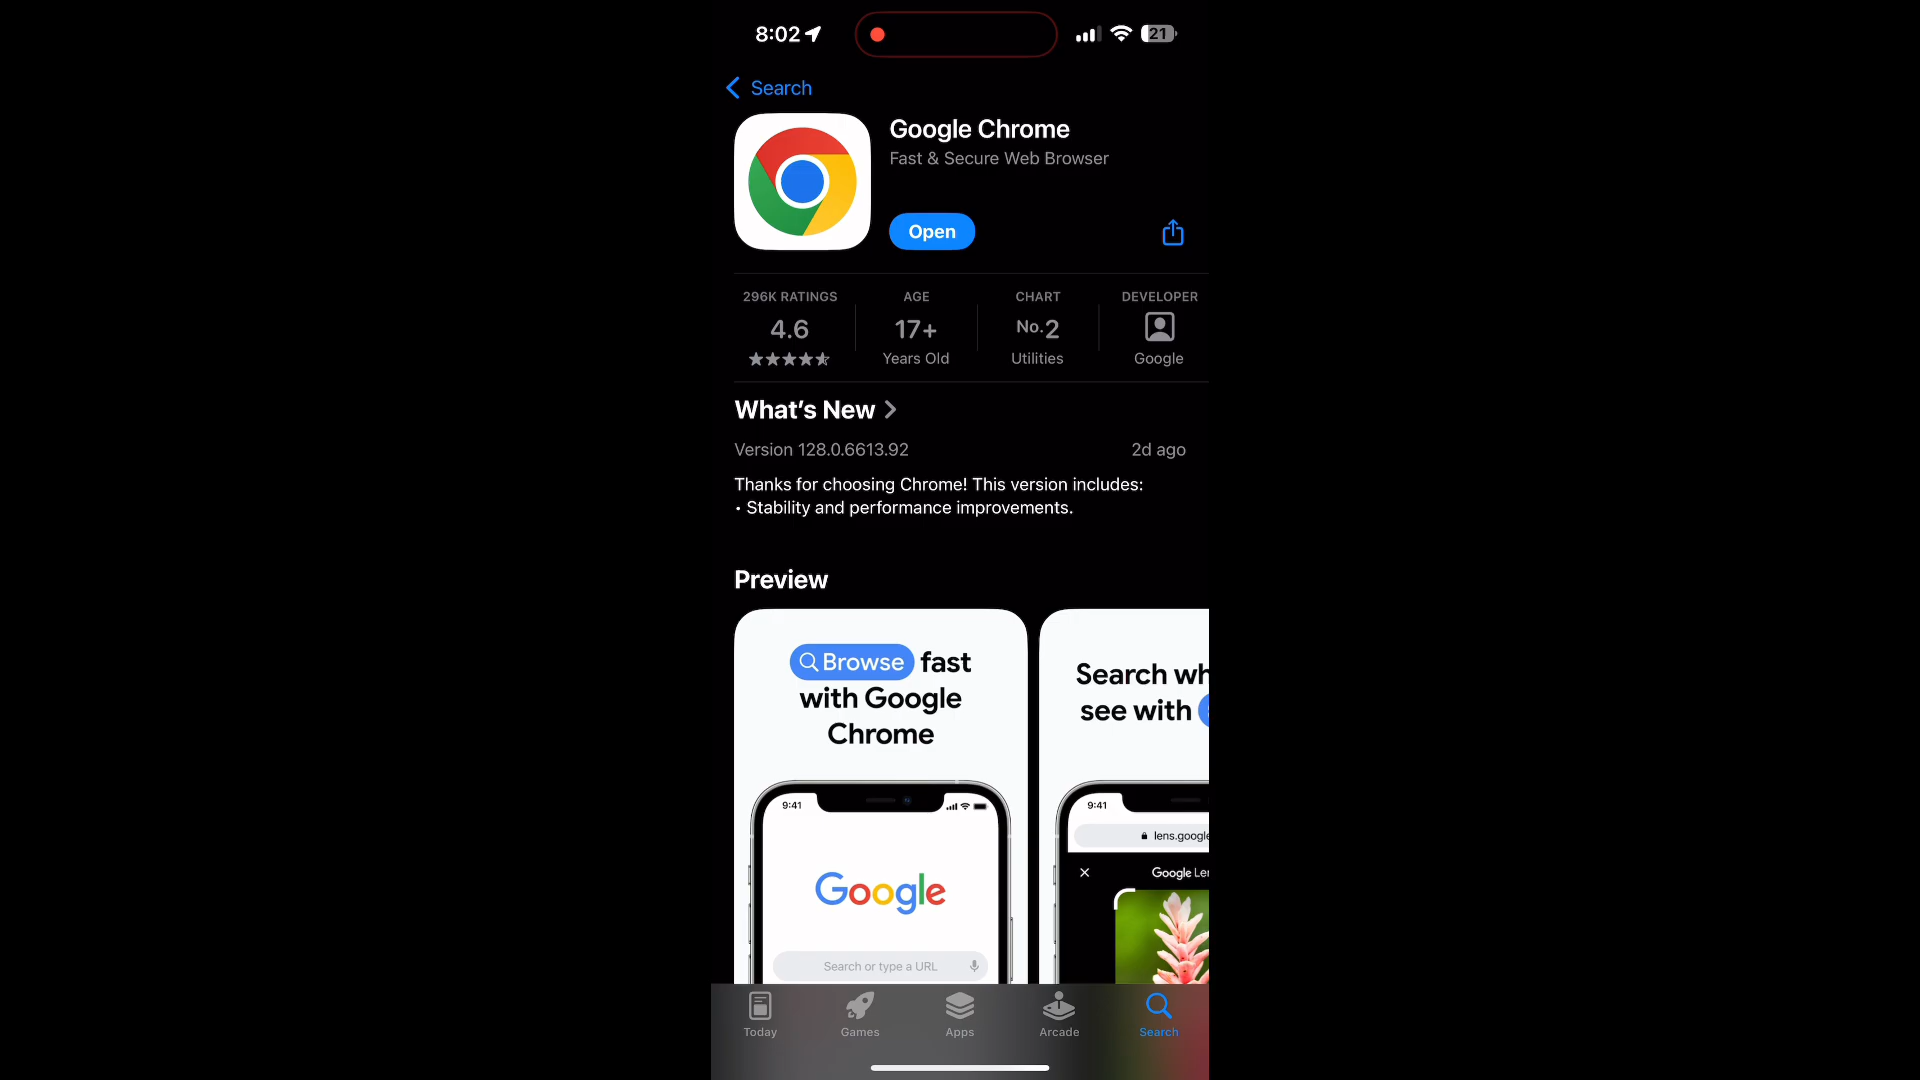 8:02
21
Search
Google Chrome
Fast & Secure Web Browser
Open
296K RATINGS
4.6
AGE
17+
Years Old
CHART
No.2
Utilities
DEVELOPER
Google
What's New
Version 128.0.6613.92
2d ago
Thanks for choosing Chrome! This version includes:
• Stability and performance improvements.
Preview
Browse fast
with Google
Chrome
9:41
Google
Search or type a URL
Search wh
see with
9:41
lens.google
Google Len
Today
Games
Apps
Arcade
Search